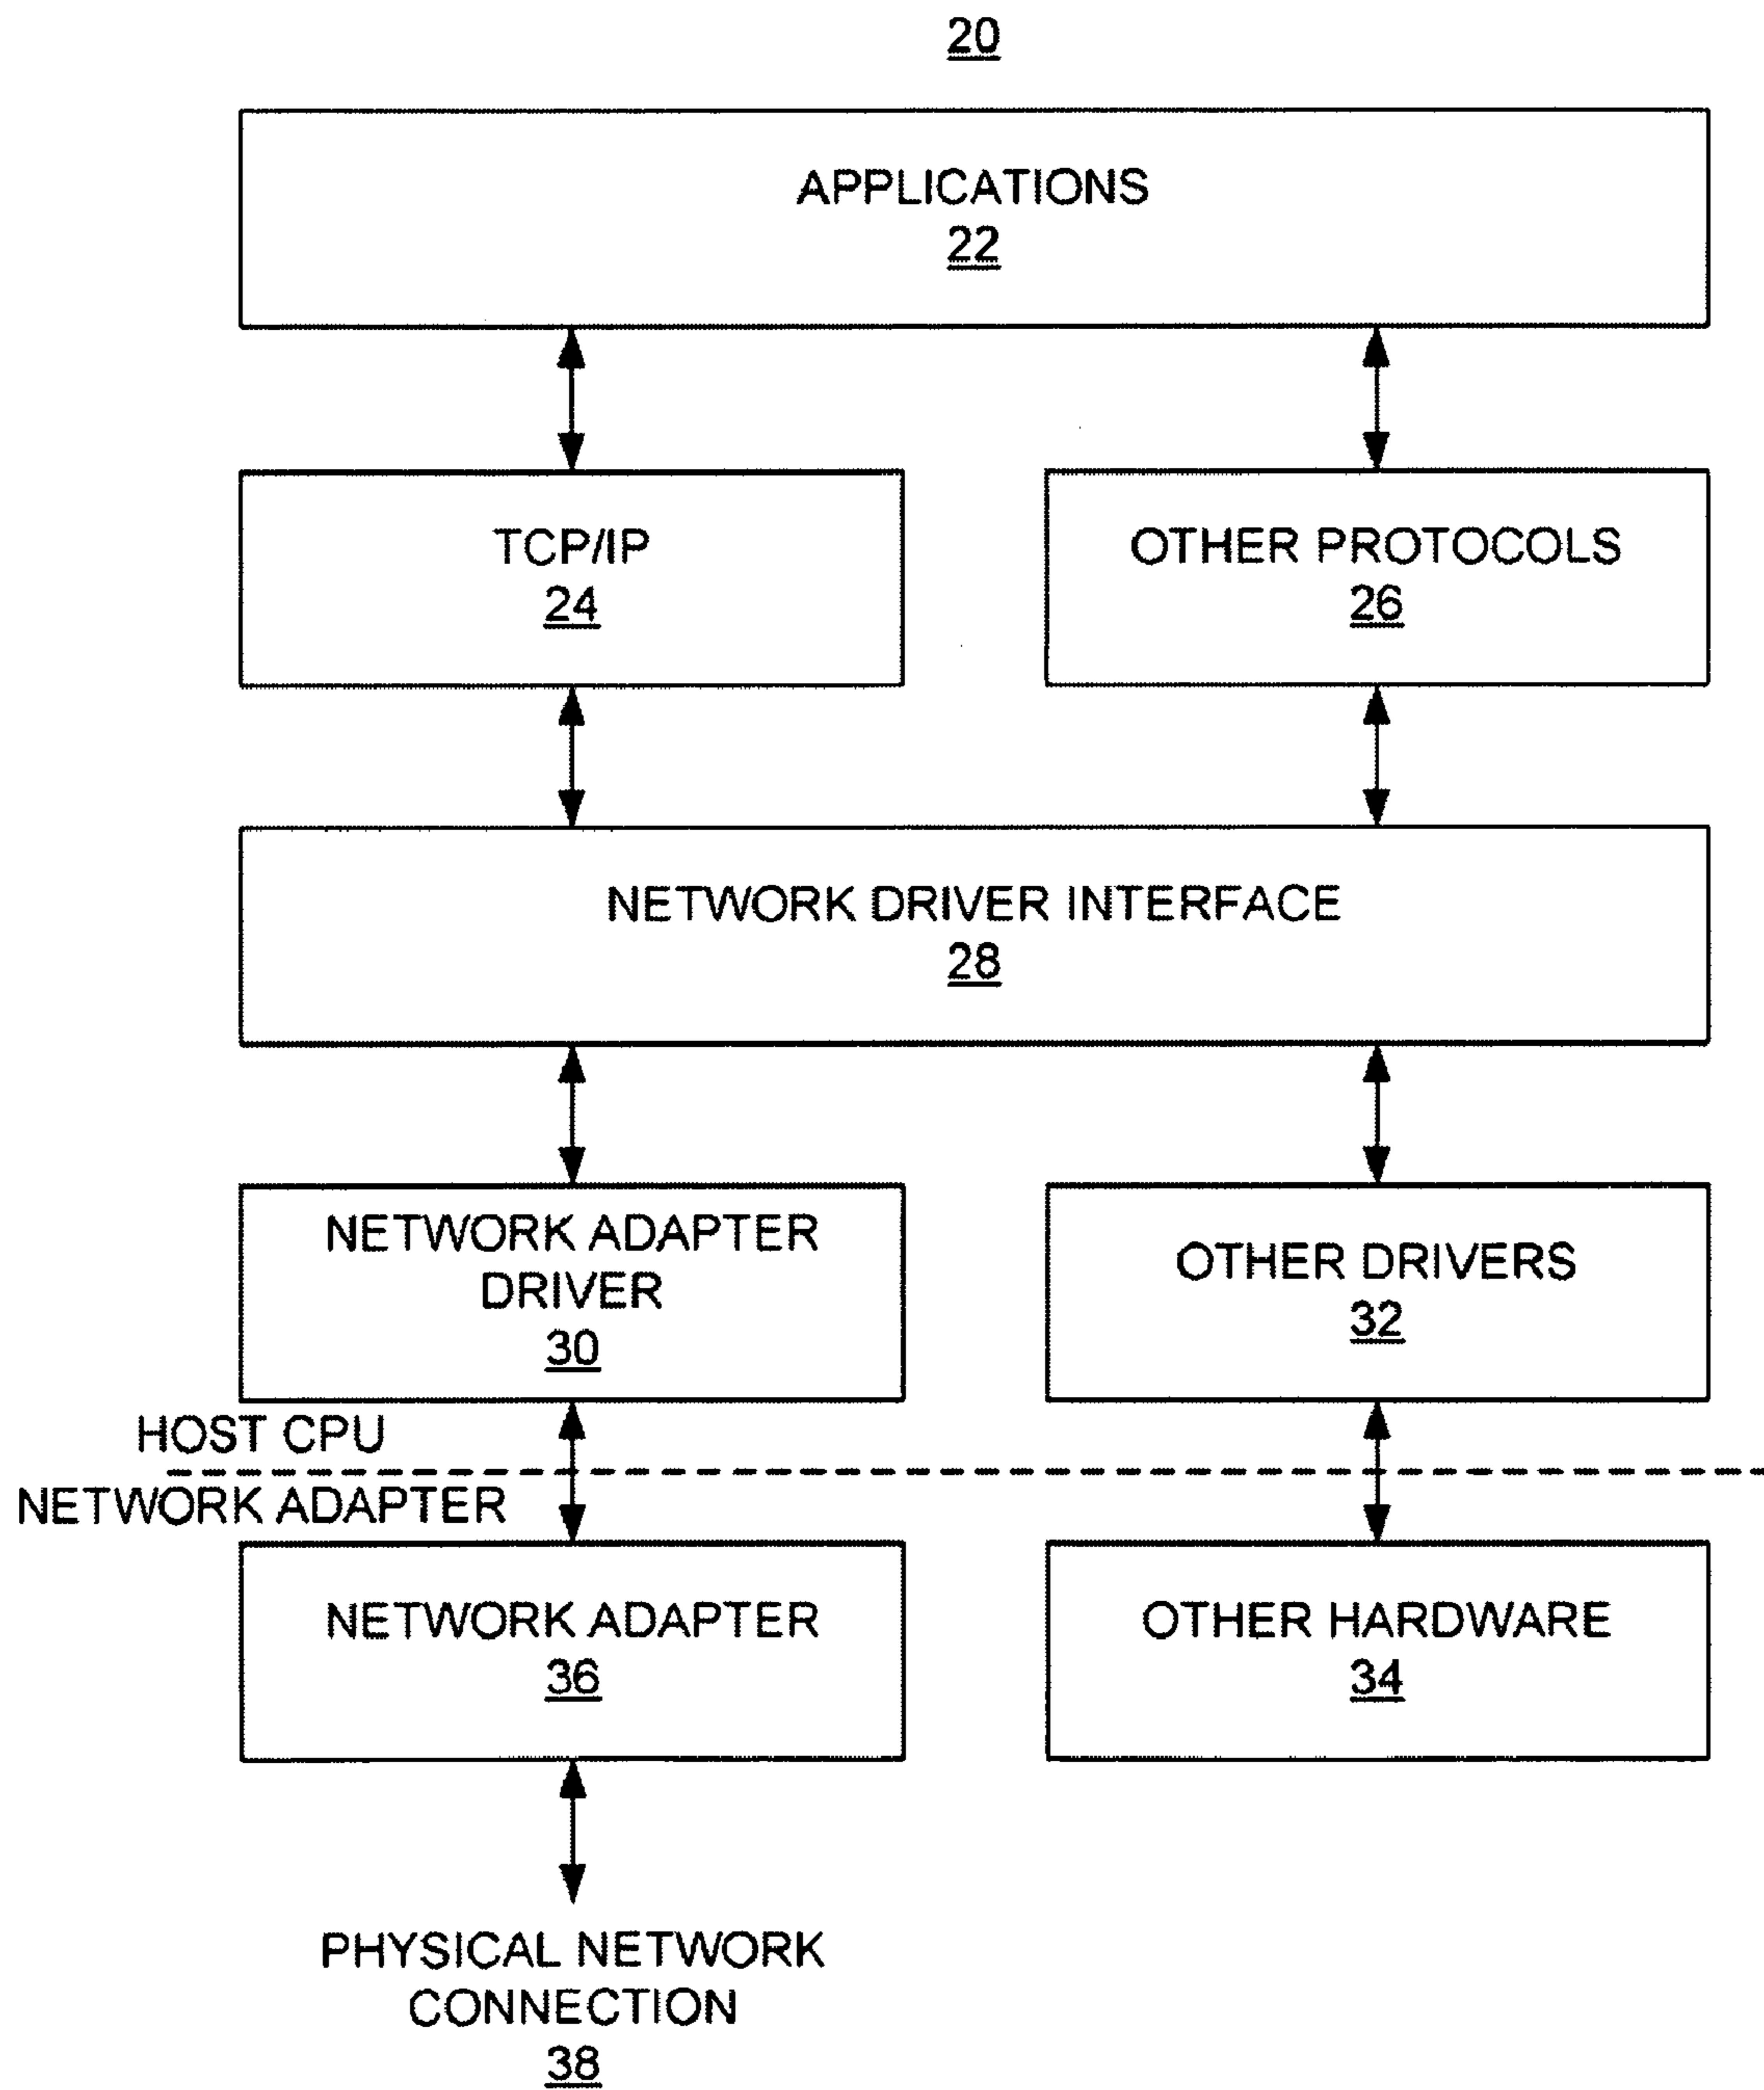 20
APPLICATIONS
22
TCP/IP
24
OTHER PROTOCOLS
26
NETWORK DRIVER INTERFACE
28
NETWORK ADAPTER
DRIVER
30
OTHER DRIVERS
32
HOST CPU
NETWORK ADAPTER
NETWORK ADAPTER
36
OTHER HARDWARE
34
PHYSICAL NETWORK
CONNECTION
38